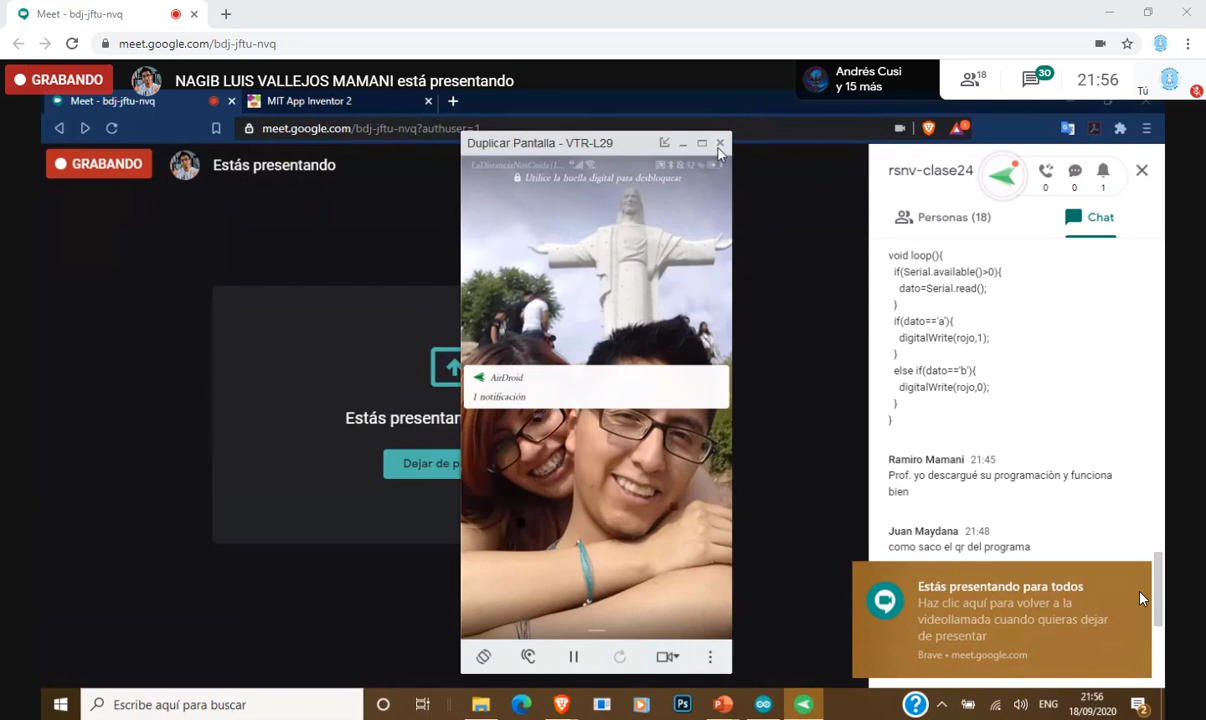 Meet - bdj-jftu-nvq
meet.google.com/bdj-jftu-nvq
GRABANDO
NAGIB LUIS VALLEJOS MAMANI está presentando
Andrés Cusi
y 15 más
18
30
21:56
Tú
Meet - bdj-jftu-nvq
MIT App Inventor 2
meet.google.com/bdj-jftu-nvq?authuser=1
GRABANDO
Estás presentando
Duplicar Pantalla - VTR-L29
Utilice la huella digital para desbloquear
AirDroid
1 notificación
Estás presentan
Dejar de p
rsnv-clase24
0
0
1
Personas (18)
Chat
void loop(){
if(Serial.available()>0){
dato=Serial.read();
}
if(dato=='a'){
digitalWrite(rojo,1);
}
else if(dato=='b'){
digitalWrite(rojo,0);
}
}
Ramiro Mamani 21:45
Prof. yo descargué su programaciòn y funciona
bien
Juan Maydana 21:48
como saco el qr del programa
Estás presentando para todos
Haz clic aquí para volver a la
videollamada cuando quieras dejar
de presentar
Brave • meet.google.com
Escribe aquí para buscar
ENG
21:56
18/09/2020
2